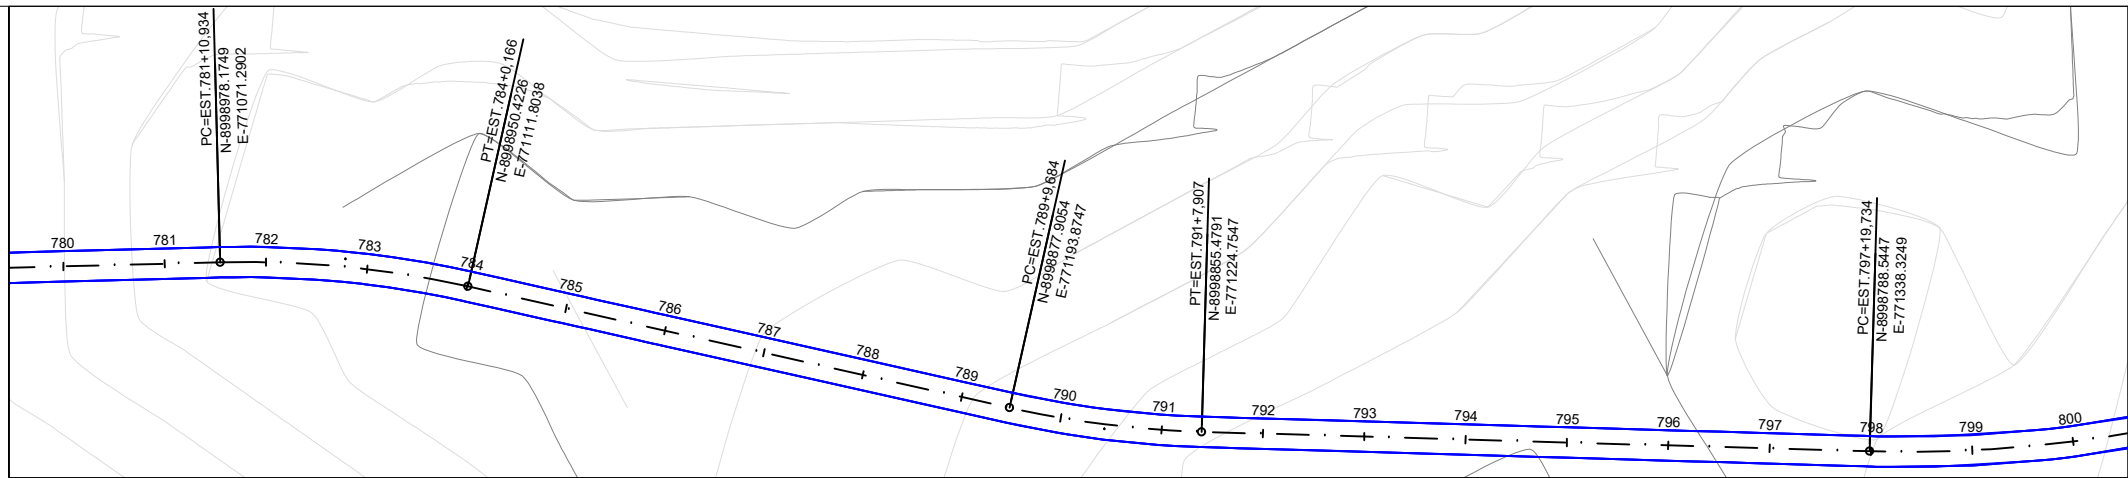 PC=EST.781+10,934
N-8998978.1749
E-771071.2902
PT=EST.784+0,166
N-8998950.4226
E-771111.8038
PC=EST.789+9,684
N-8998877.9054
E-771193.8747
PT=EST.791+7,907
N-8998855.4791
E-771224.7547
PC=EST.797+19,734
N-8998788.5447
E-771338.3249
780
781
782
783
784
785
786
787
788
789
790
791
792
793
794
795
796
797
798
799
800